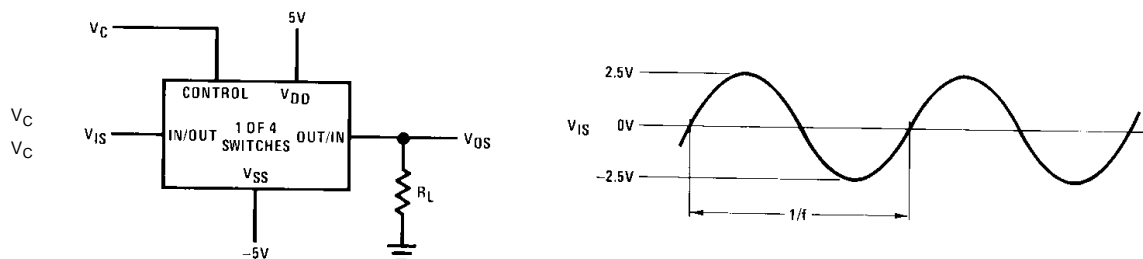 V_C
V_C
V_C
5V
CONTROL
V_DD
V_IS
IN/OUT
1 OF 4
SWITCHES
OUT/IN
V_OS
V_SS
R_L
-5V
2.5V
V_IS
0V
-2.5V
1/f